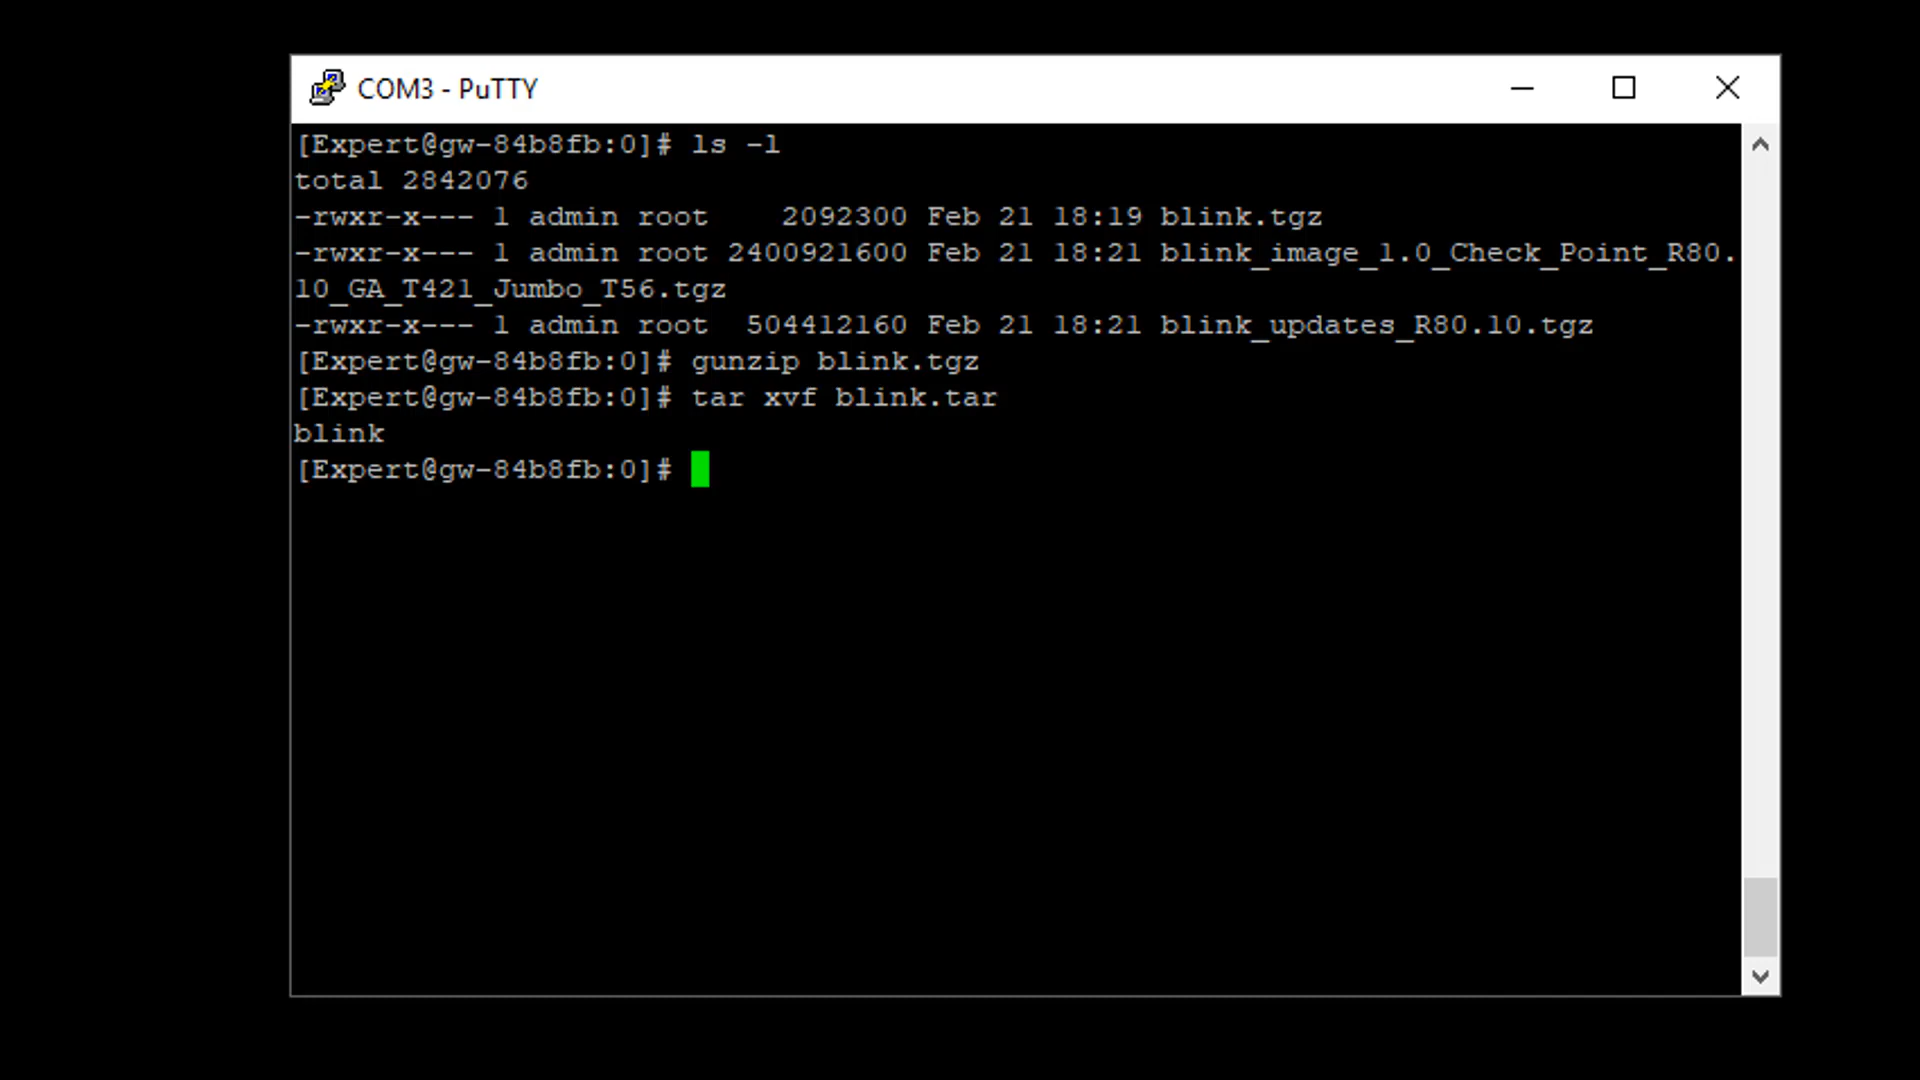 COM3 - PuTTY
[Expert@gw-84b8fb:0]# ls -l
total 2842076
-rwxr-x--- 1 admin root    2092300 Feb 21 18:19 blink.tgz
-rwxr-x--- 1 admin root 2400921600 Feb 21 18:21 blink_image_1.0_Check_Point_R80.
10_GA_T421_Jumbo_T56.tgz
-rwxr-x--- 1 admin root  504412160 Feb 21 18:21 blink_updates_R80.10.tgz
[Expert@gw-84b8fb:0]# gunzip blink.tgz
[Expert@gw-84b8fb:0]# tar xvf blink.tar
blink
[Expert@gw-84b8fb:0]#